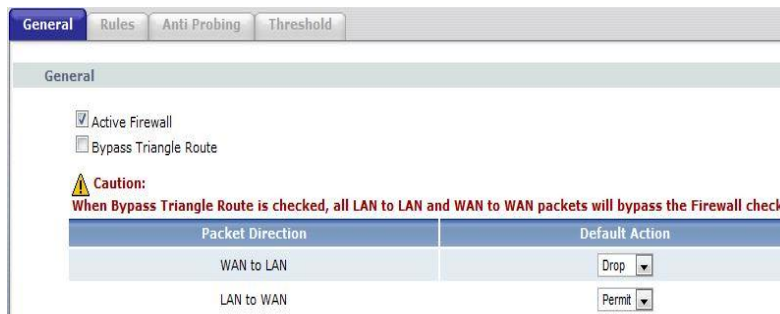 General Rules Anti Probing Threshold
General
Active Firewall
Bypass Triangle Route
Caution:
When Bypass Triangle Route is checked, all LAN to LAN and WAN to WAN packets will bypass the Firewall check
Packet Direction Default Action
WAN to LAN Drop
LAN to WAN Permit